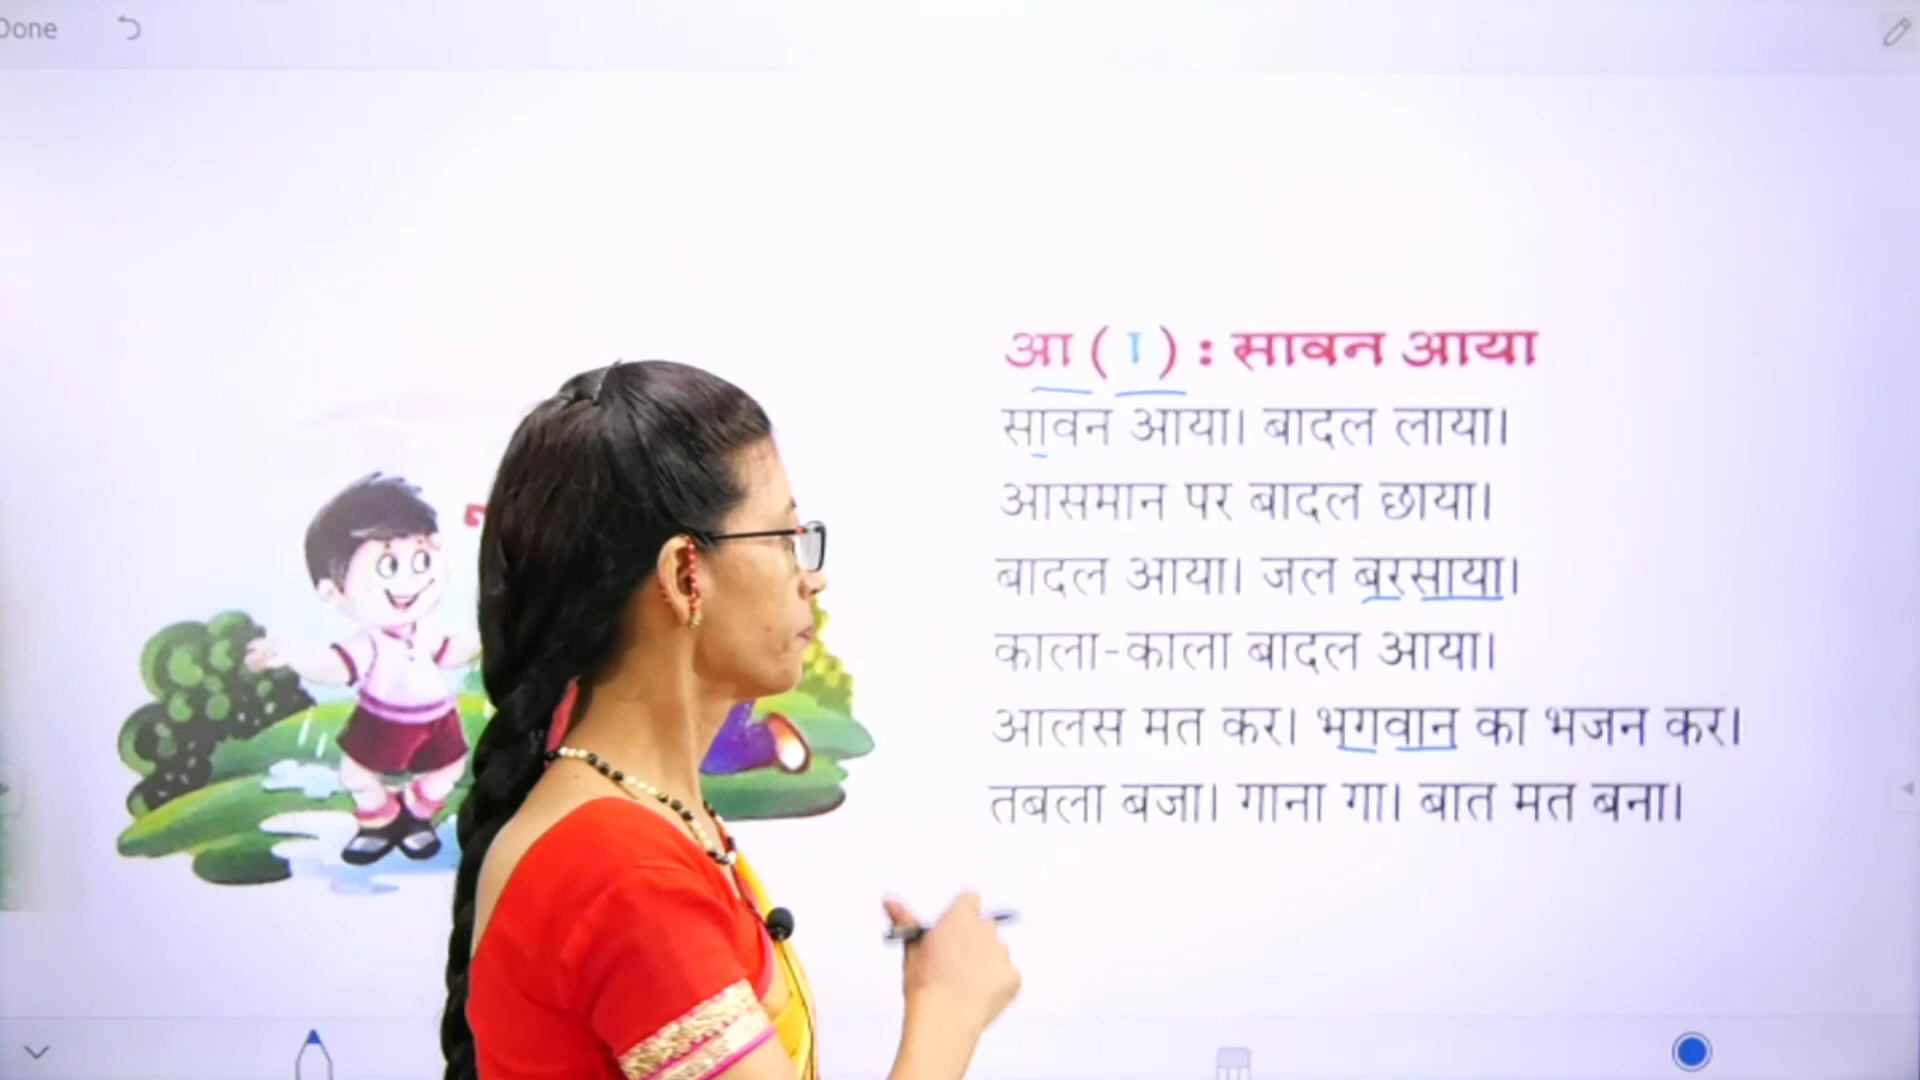 Done
आ ( ा ) : सावन आया
सावन आया। बादल लाया।
आसमान पर बादल छाया।
बादल आया। जल बरसाया।
काला-काला बादल आया।
आलस मत कर। भगवान का भजन कर।
तबला बजा। गाना गा। बात मत बना।